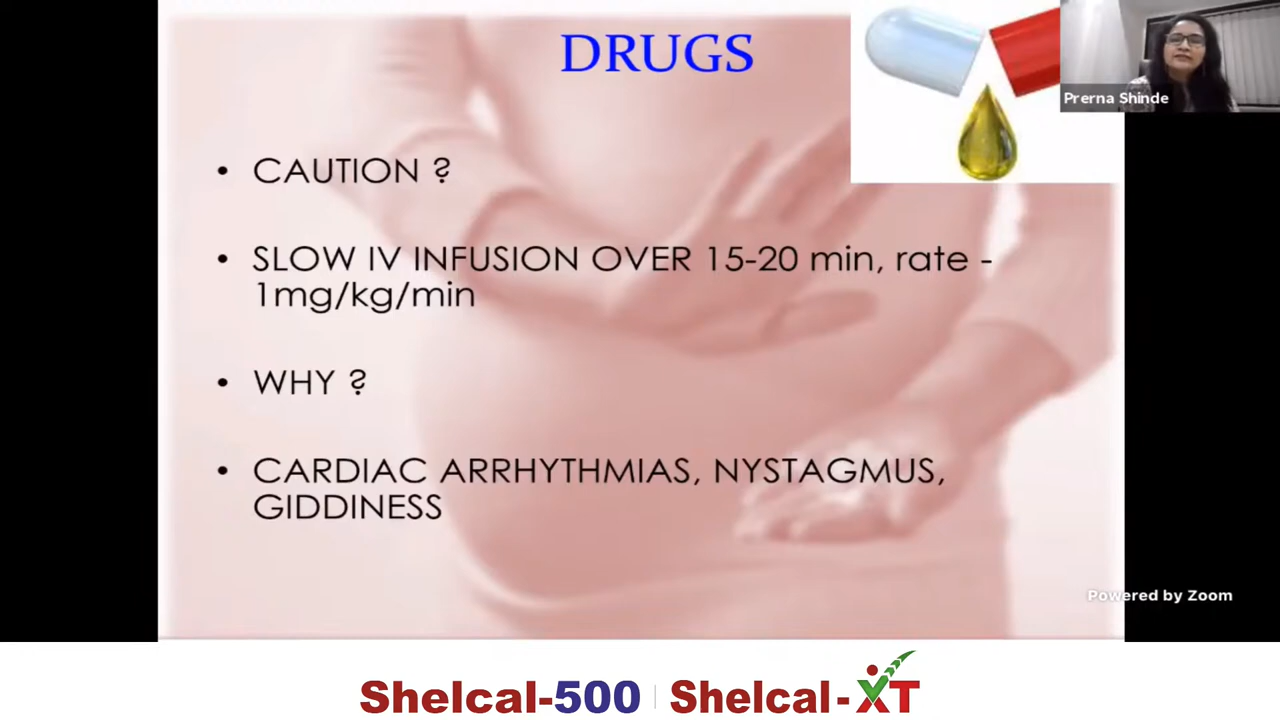 DRUGS
Prerna Shinde
• CAUTION ?
• SLOW IV INFUSION OVER 15-20 min, rate -
1mg/kg/min
• WHY ?
• CARDIAC ARRHYTHMIAS, NYSTAGMUS,
GIDDINESS
Powered by Zoom
Shelcal-500 | Shelcal-XT